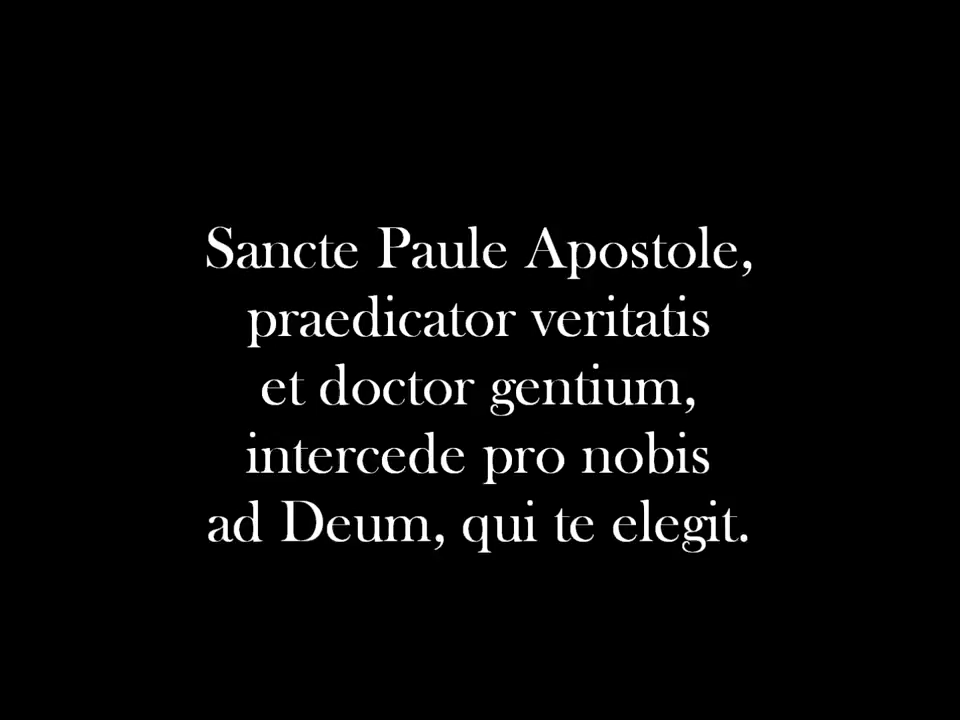 Sancte Paule Apostole,
praedicator veritatis
et doctor gentium,
intercede pro nobis
ad Deum, qui te elegit.